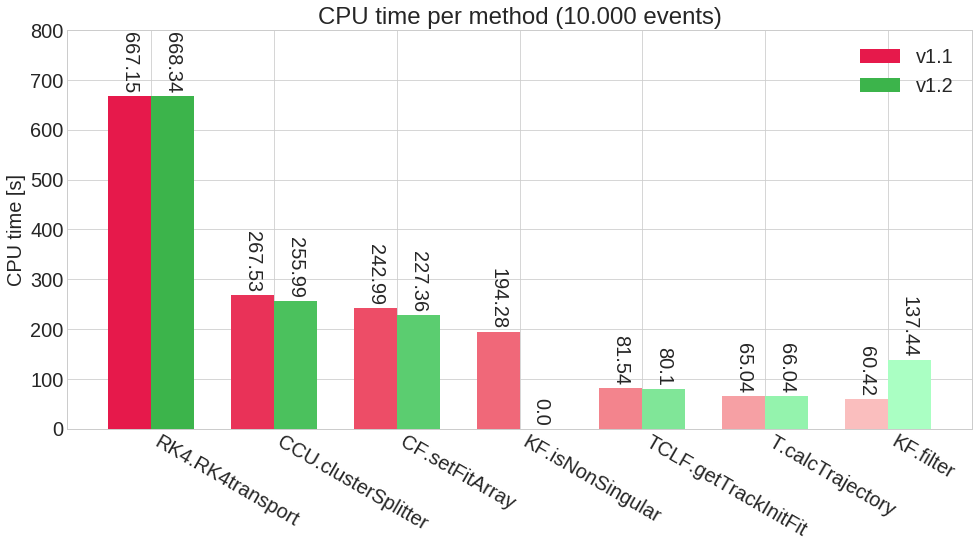 CPU time per method (10.000 events)
800
700
600
500
400
300
200
100
0
CPU time [s]
v1.1
v1.2
667.15
668.34
267.53
255.99
242.99
227.36
194.28
0.0
81.54
80.1
65.04
66.04
60.42
137.44
RK4.RK4transport
CCU.clusterSplitter
CF.setFitArray
KF.isNonSingular
TCLF.getTrackInitFit
T.calcTrajectory
KF.filter